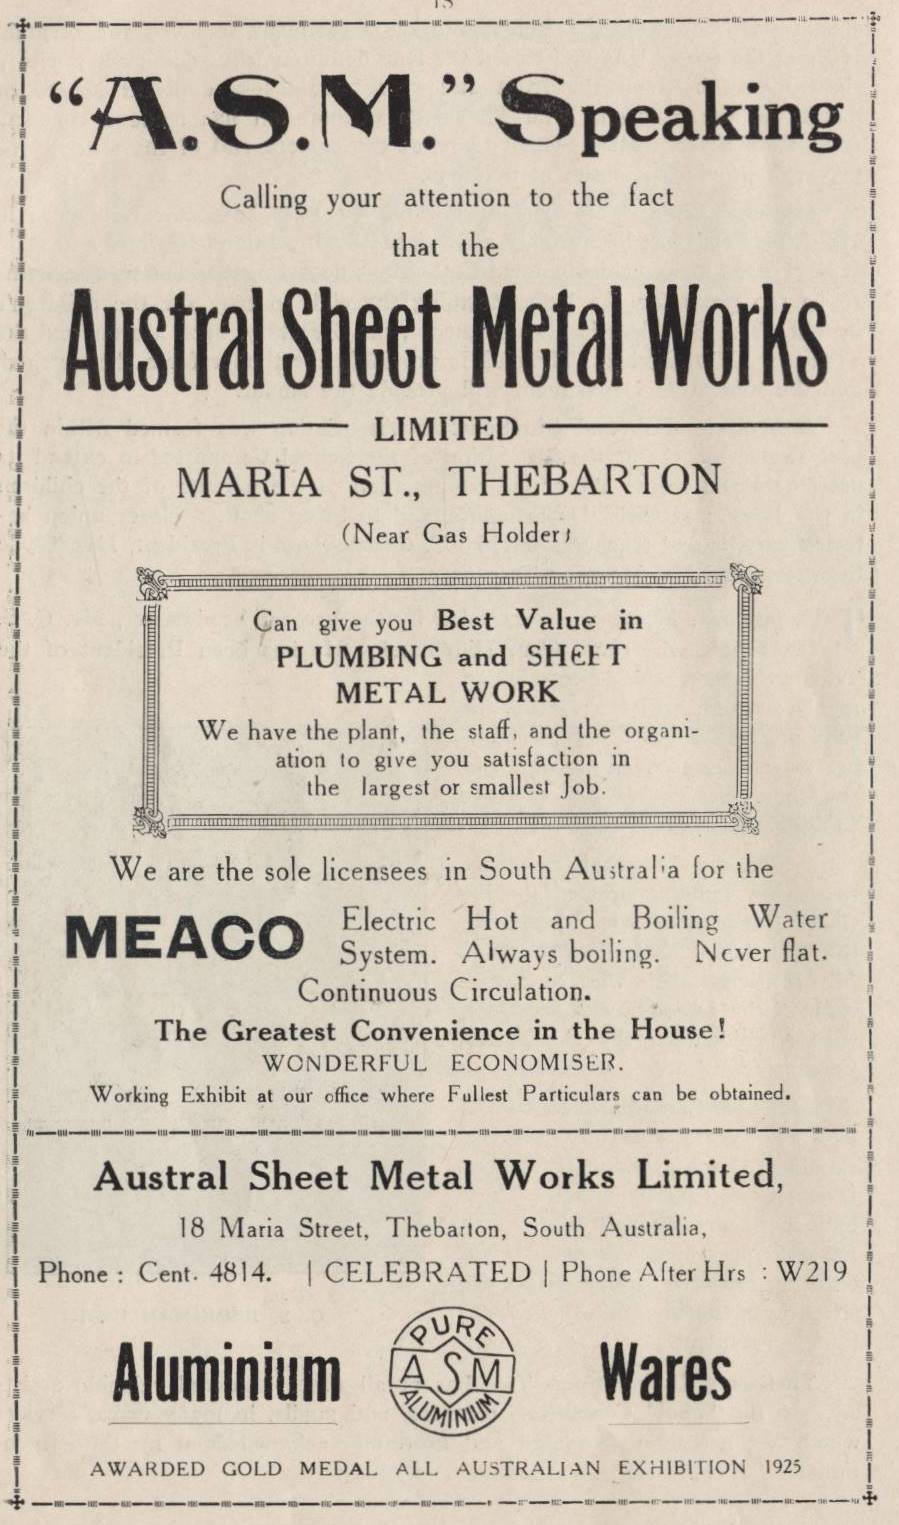 "A.S.M." Speaking
Calling your attention to the fact
that the
Austral Sheet Metal Works
LIMITED
MARIA ST., THEBARTON
(Near Gas Holder)
Can give you Best Value in
PLUMBING and SHEET
METAL WORK
We have the plant, the staff, and the organi-
ation to give you satisfaction in
the largest or smallest Job.
We are the sole licensees in South Australia for the
MEACO Electric Hot and Boiling Water
System. Always boiling. Never flat.
Continuous Circulation.
The Greatest Convenience in the House!
WONDERFUL ECONOMISER.
Working Exhibit at our office where Fullest Particulars can be obtained.
Austral Sheet Metal Works Limited,
18 Maria Street, Thebarton, South Australia,
Phone : Cent. 4814. | CELEBRATED | Phone After Hrs : W219
Aluminium PURE ASM ALUMINIUM Wares
AWARDED GOLD MEDAL ALL AUSTRALIAN EXHIBITION 1925